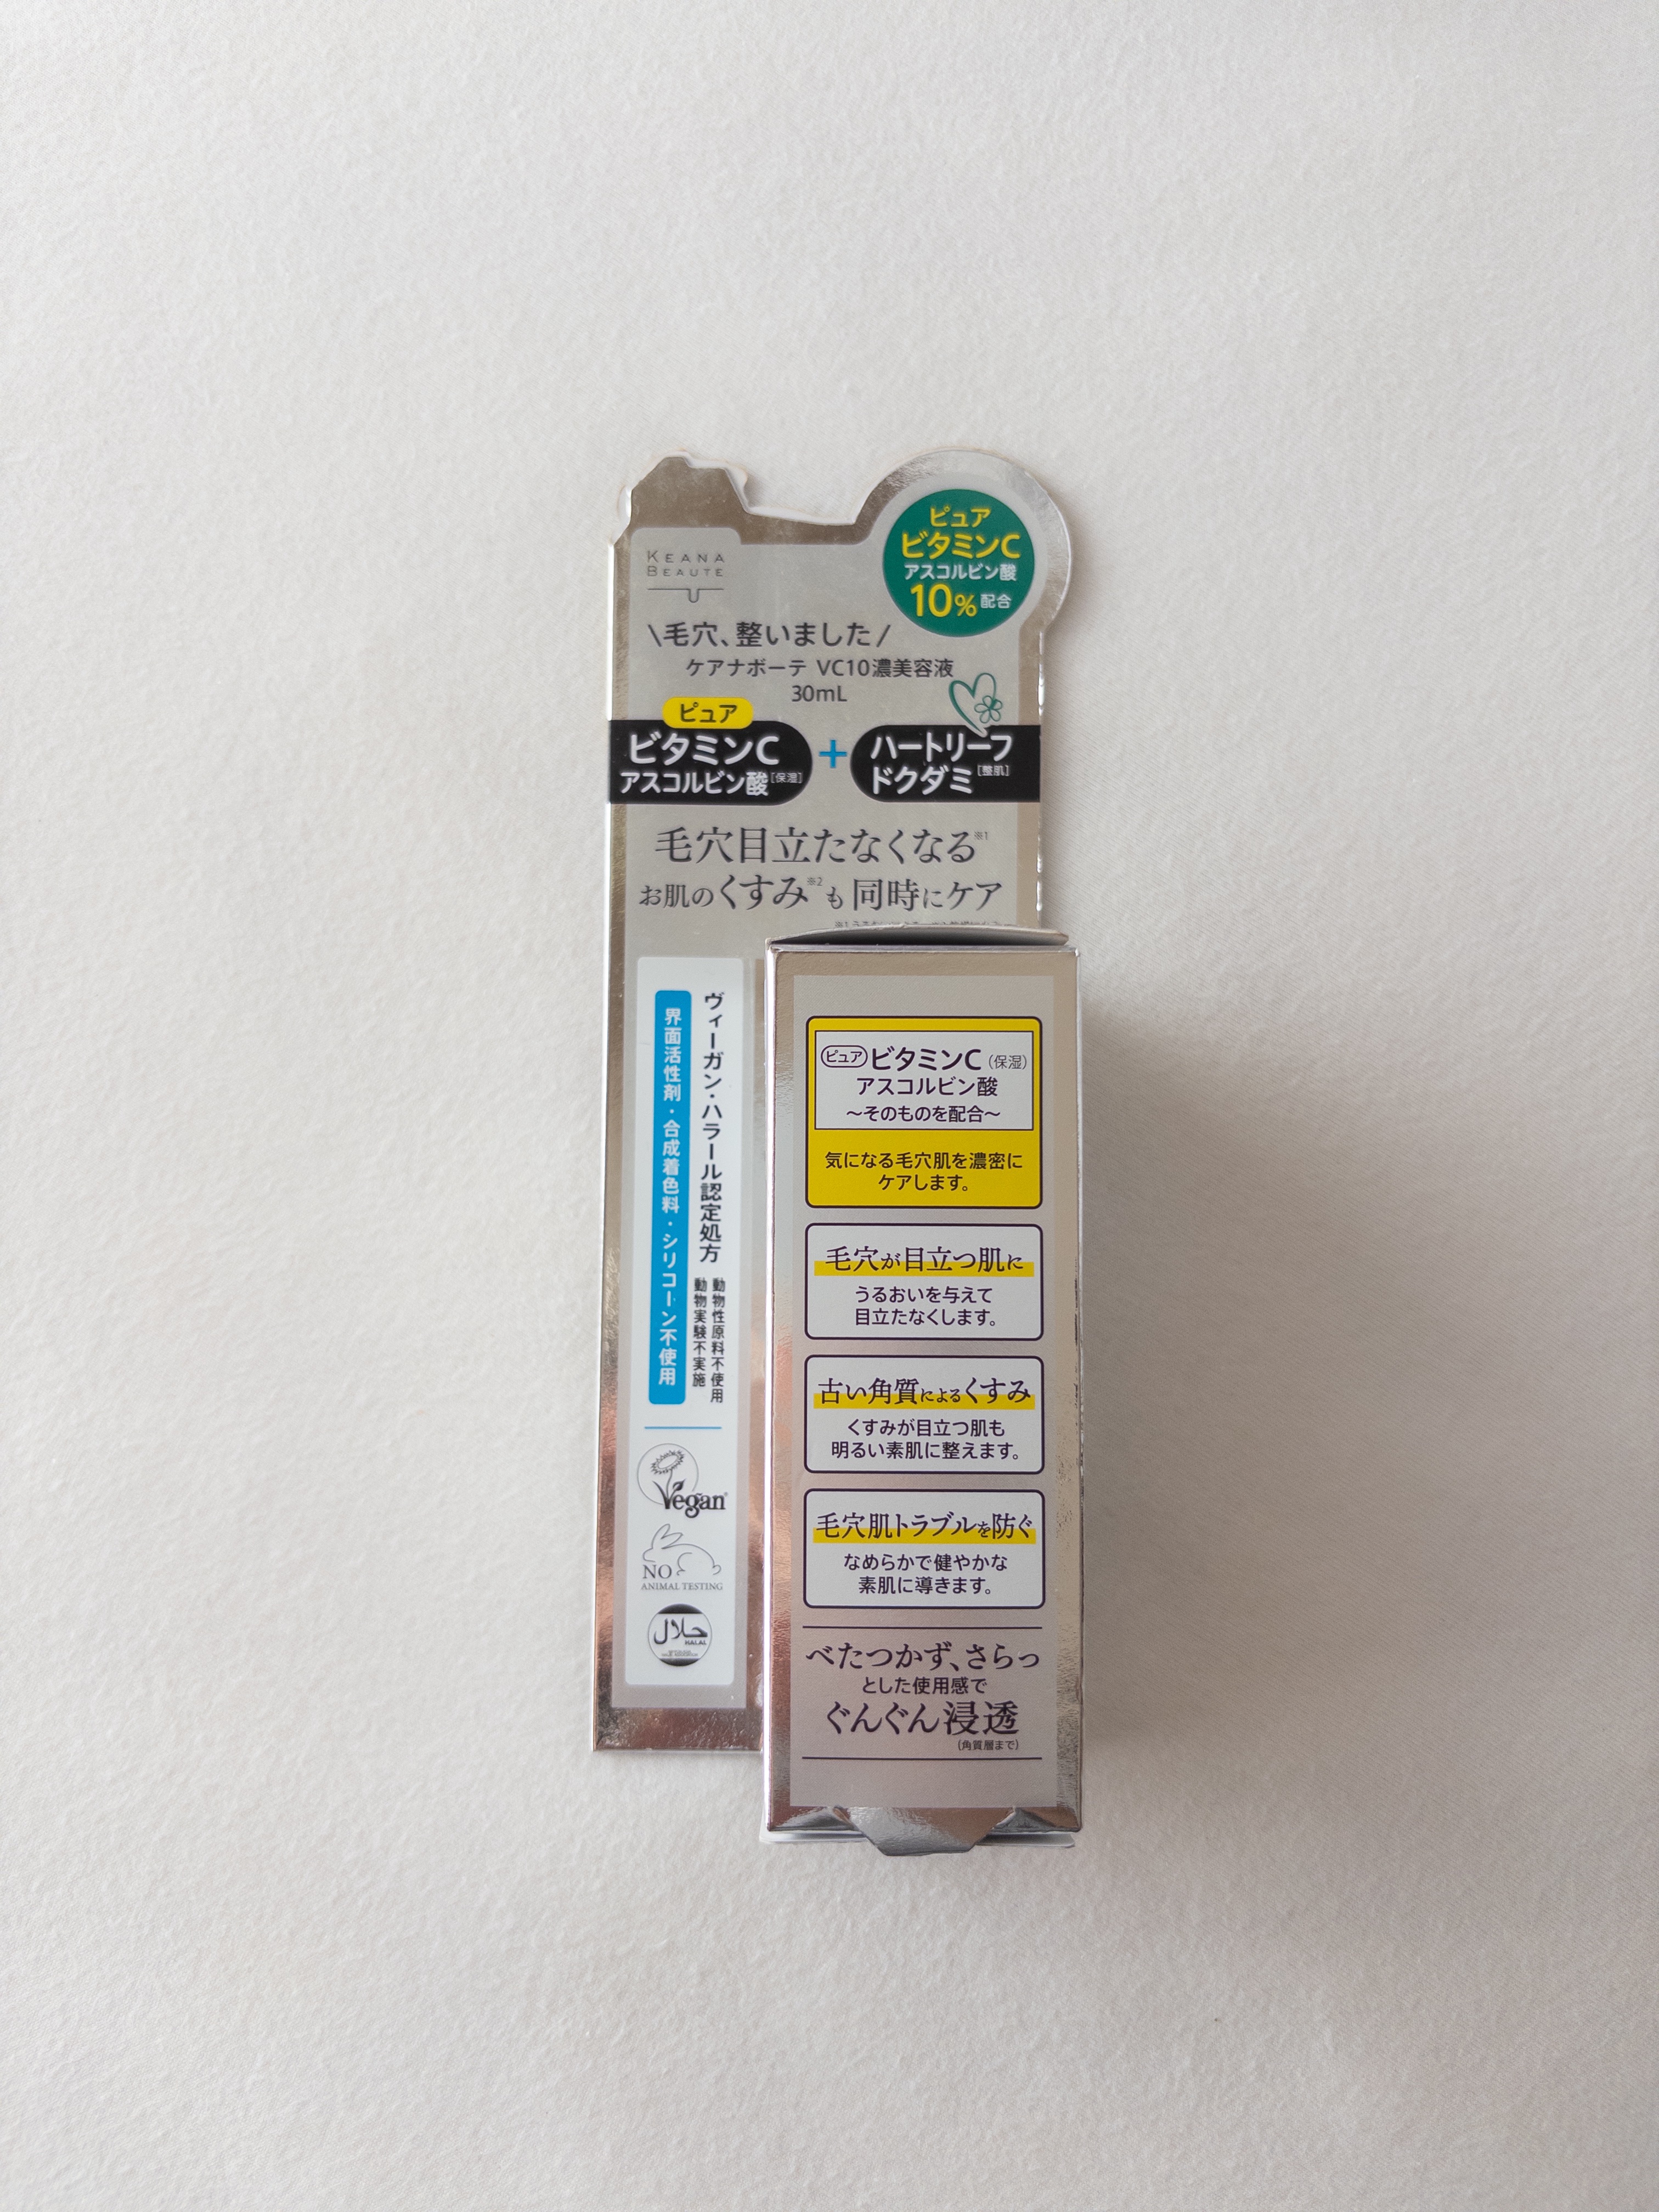 KEANA
BEAUTE
ピュア
ビタミンC
アスコルビン酸
10%配合
\毛穴、整いました/
ケアナボーテ VC10濃美容液
30mL
ピュア
ビタミンC
アスコルビン酸[保湿]
+
ハートリーフ
ドクダミ[整肌]
毛穴目立たなくなる※1
お肌のくすみ※2も同時にケア
ヴィーガン・ハラール認定処方
動物性原料不使用
動物実験不実施
界面活性剤・合成着色料・シリコーン不使用
Vegan
NO
ANIMAL TESTING
حلال
HALAL
ピュア ビタミンC(保湿)
アスコルビン酸
～そのものを配合～
気になる毛穴肌を濃密に
ケアします。
毛穴が目立つ肌に
うるおいを与えて
目立たなくします。
古い角質によるくすみ
くすみが目立つ肌も
明るい素肌に整えます。
毛穴肌トラブルを防ぐ
なめらかで健やかな
素肌に導きます。
べたつかず、さらっ
とした使用感で
ぐんぐん浸透
(角質層まで)